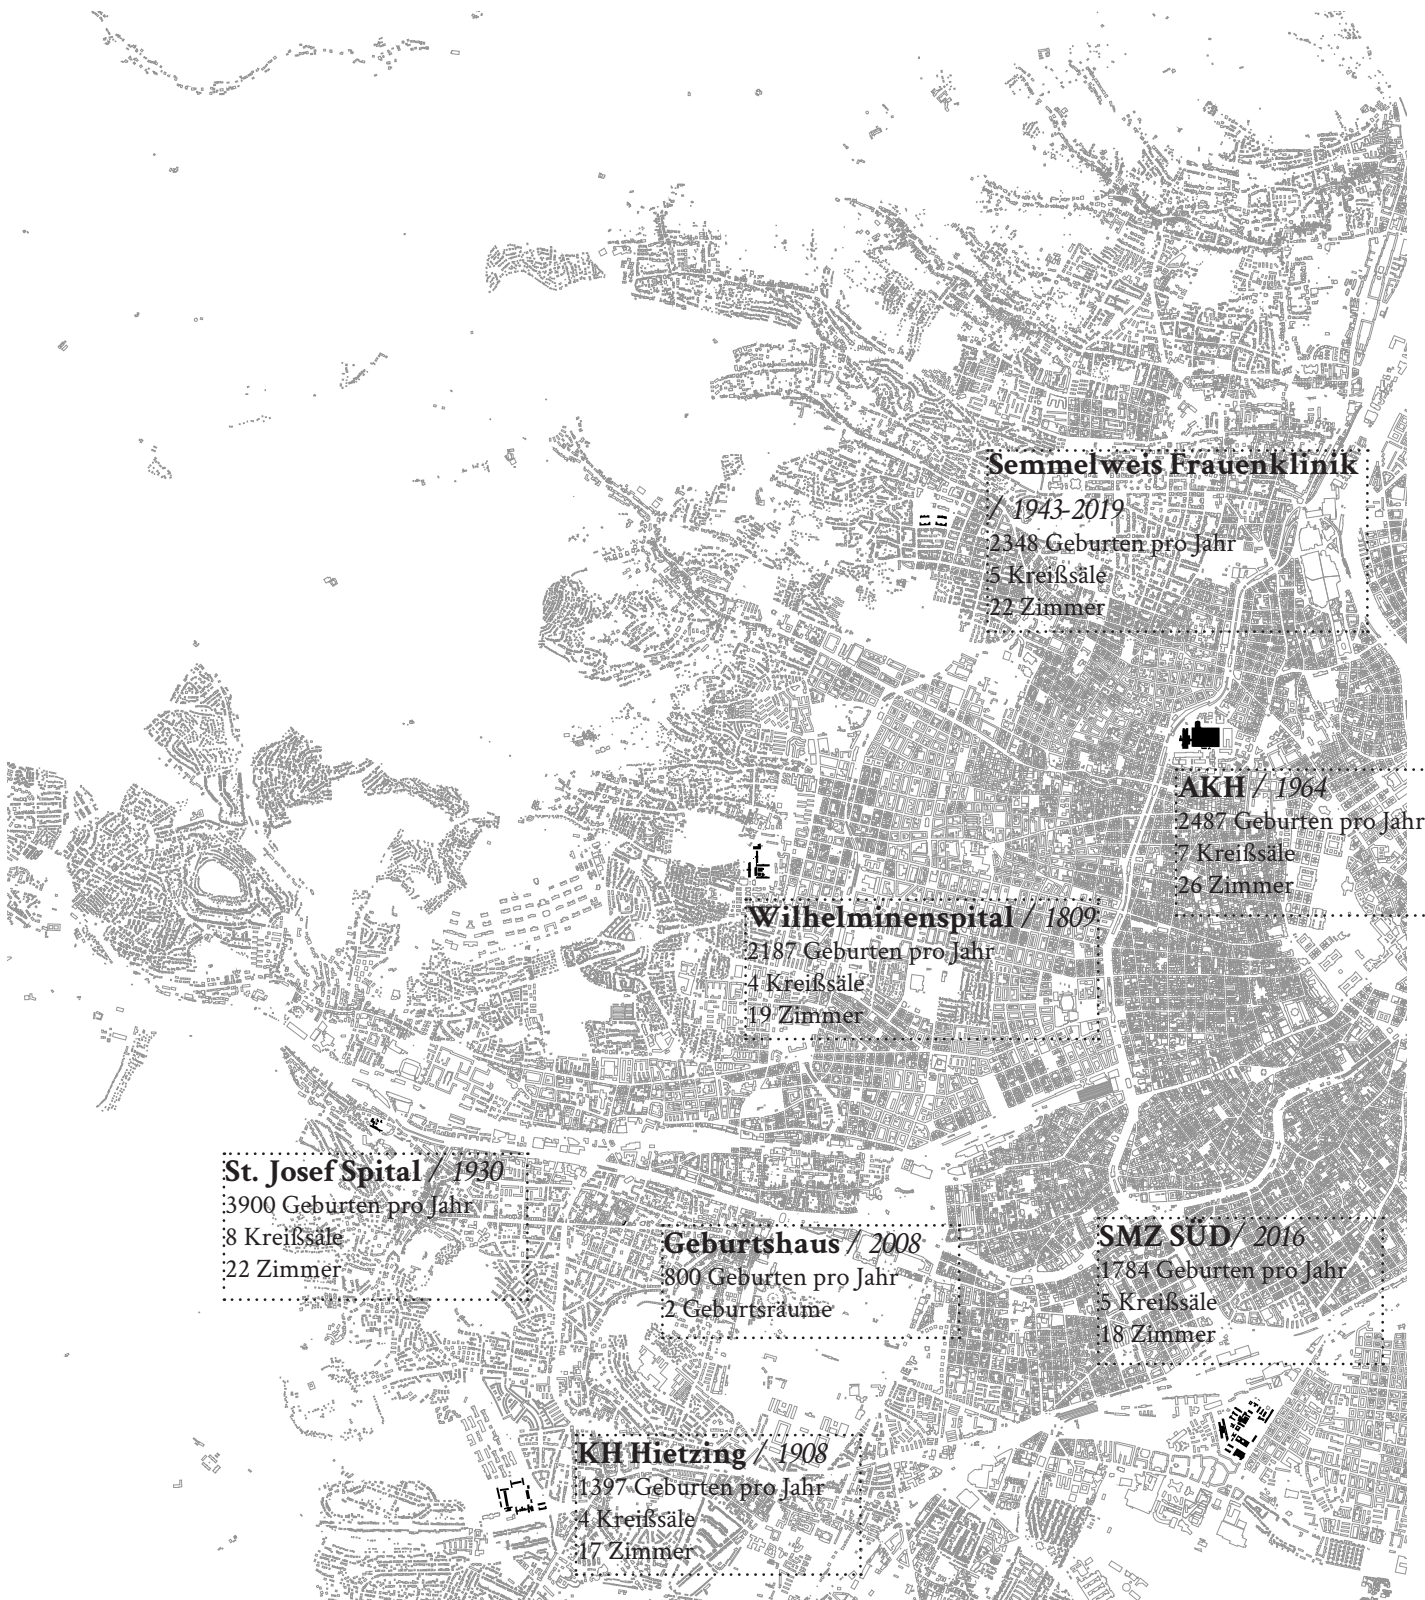 Semmelweis Frauenklinik
/ 1943-2019
2348 Geburten pro Jahr
5 Kreißsäle
22 Zimmer
AKH / 1964
2487 Geburten pro Jahr
7 Kreißsäle
26 Zimmer
Wilhelminenspital / 1809
2187 Geburten pro Jahr
4 Kreißsäle
19 Zimmer
St. Josef Spital / 1930
3900 Geburten pro Jahr
8 Kreißsäle
22 Zimmer
Geburtshaus / 2008
800 Geburten pro Jahr
2 Geburtsräume
SMZ SÜD/ 2016
1784 Geburten pro Jahr
5 Kreißsäle
18 Zimmer
KH Hietzing / 1908
1397 Geburten pro Jahr
4 Kreißsäle
17 Zimmer